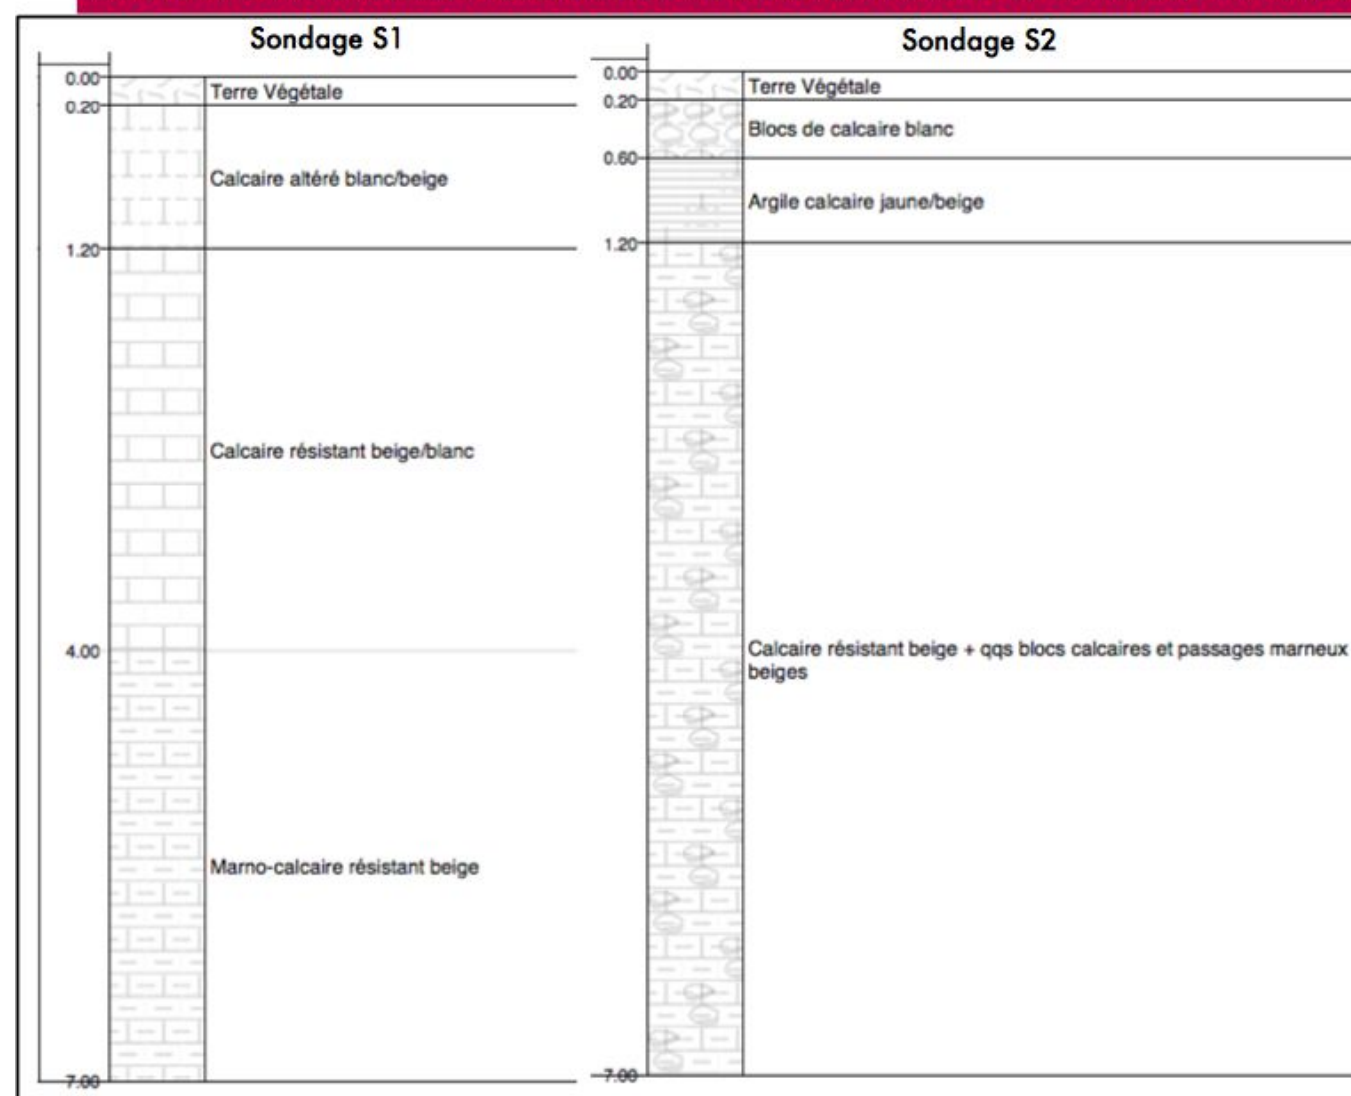 Sondage S1
0.00
Terre Végétale
0.20
Calcaire altéré blanc/beige
1.20
Calcaire résistant beige/blanc
4.00
Marno-calcaire résistant beige
7.00
Sondage S2
0.00
Terre Végétale
0.20
Blocs de calcaire blanc
0.60
Argile calcaire jaune/beige
1.20
Calcaire résistant beige + qqs blocs calcaires et passages marneux
beiges
7.00